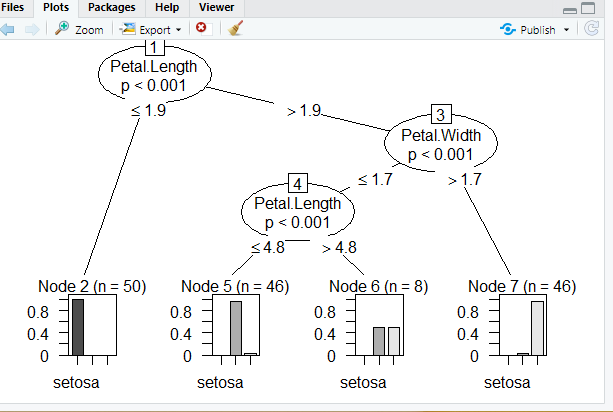 Files Plots Packages Help Viewer
Zoom Export Publish
1
Petal.Length
p < 0.001
≤ 1.9 > 1.9
3
Petal.Width
p < 0.001
≤ 1.7 > 1.7
4
Petal.Length
p < 0.001
≤ 4.8 > 4.8
Node 2 (n = 50) Node 5 (n = 46) Node 6 (n = 8) Node 7 (n = 46)
0.8 0.8 0.8 0.8
0.4 0.4 0.4 0.4
0 0 0 0
setosa setosa setosa setosa